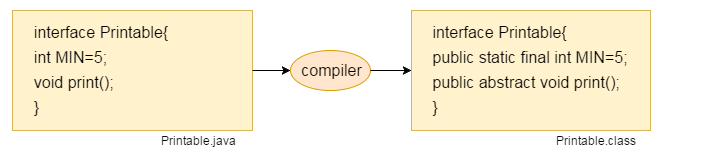 interface Printable{
int MIN=5;
void print();
}
Printable.java
compiler
interface Printable{
public static final int MIN=5;
public abstract void print();
}
Printable.class